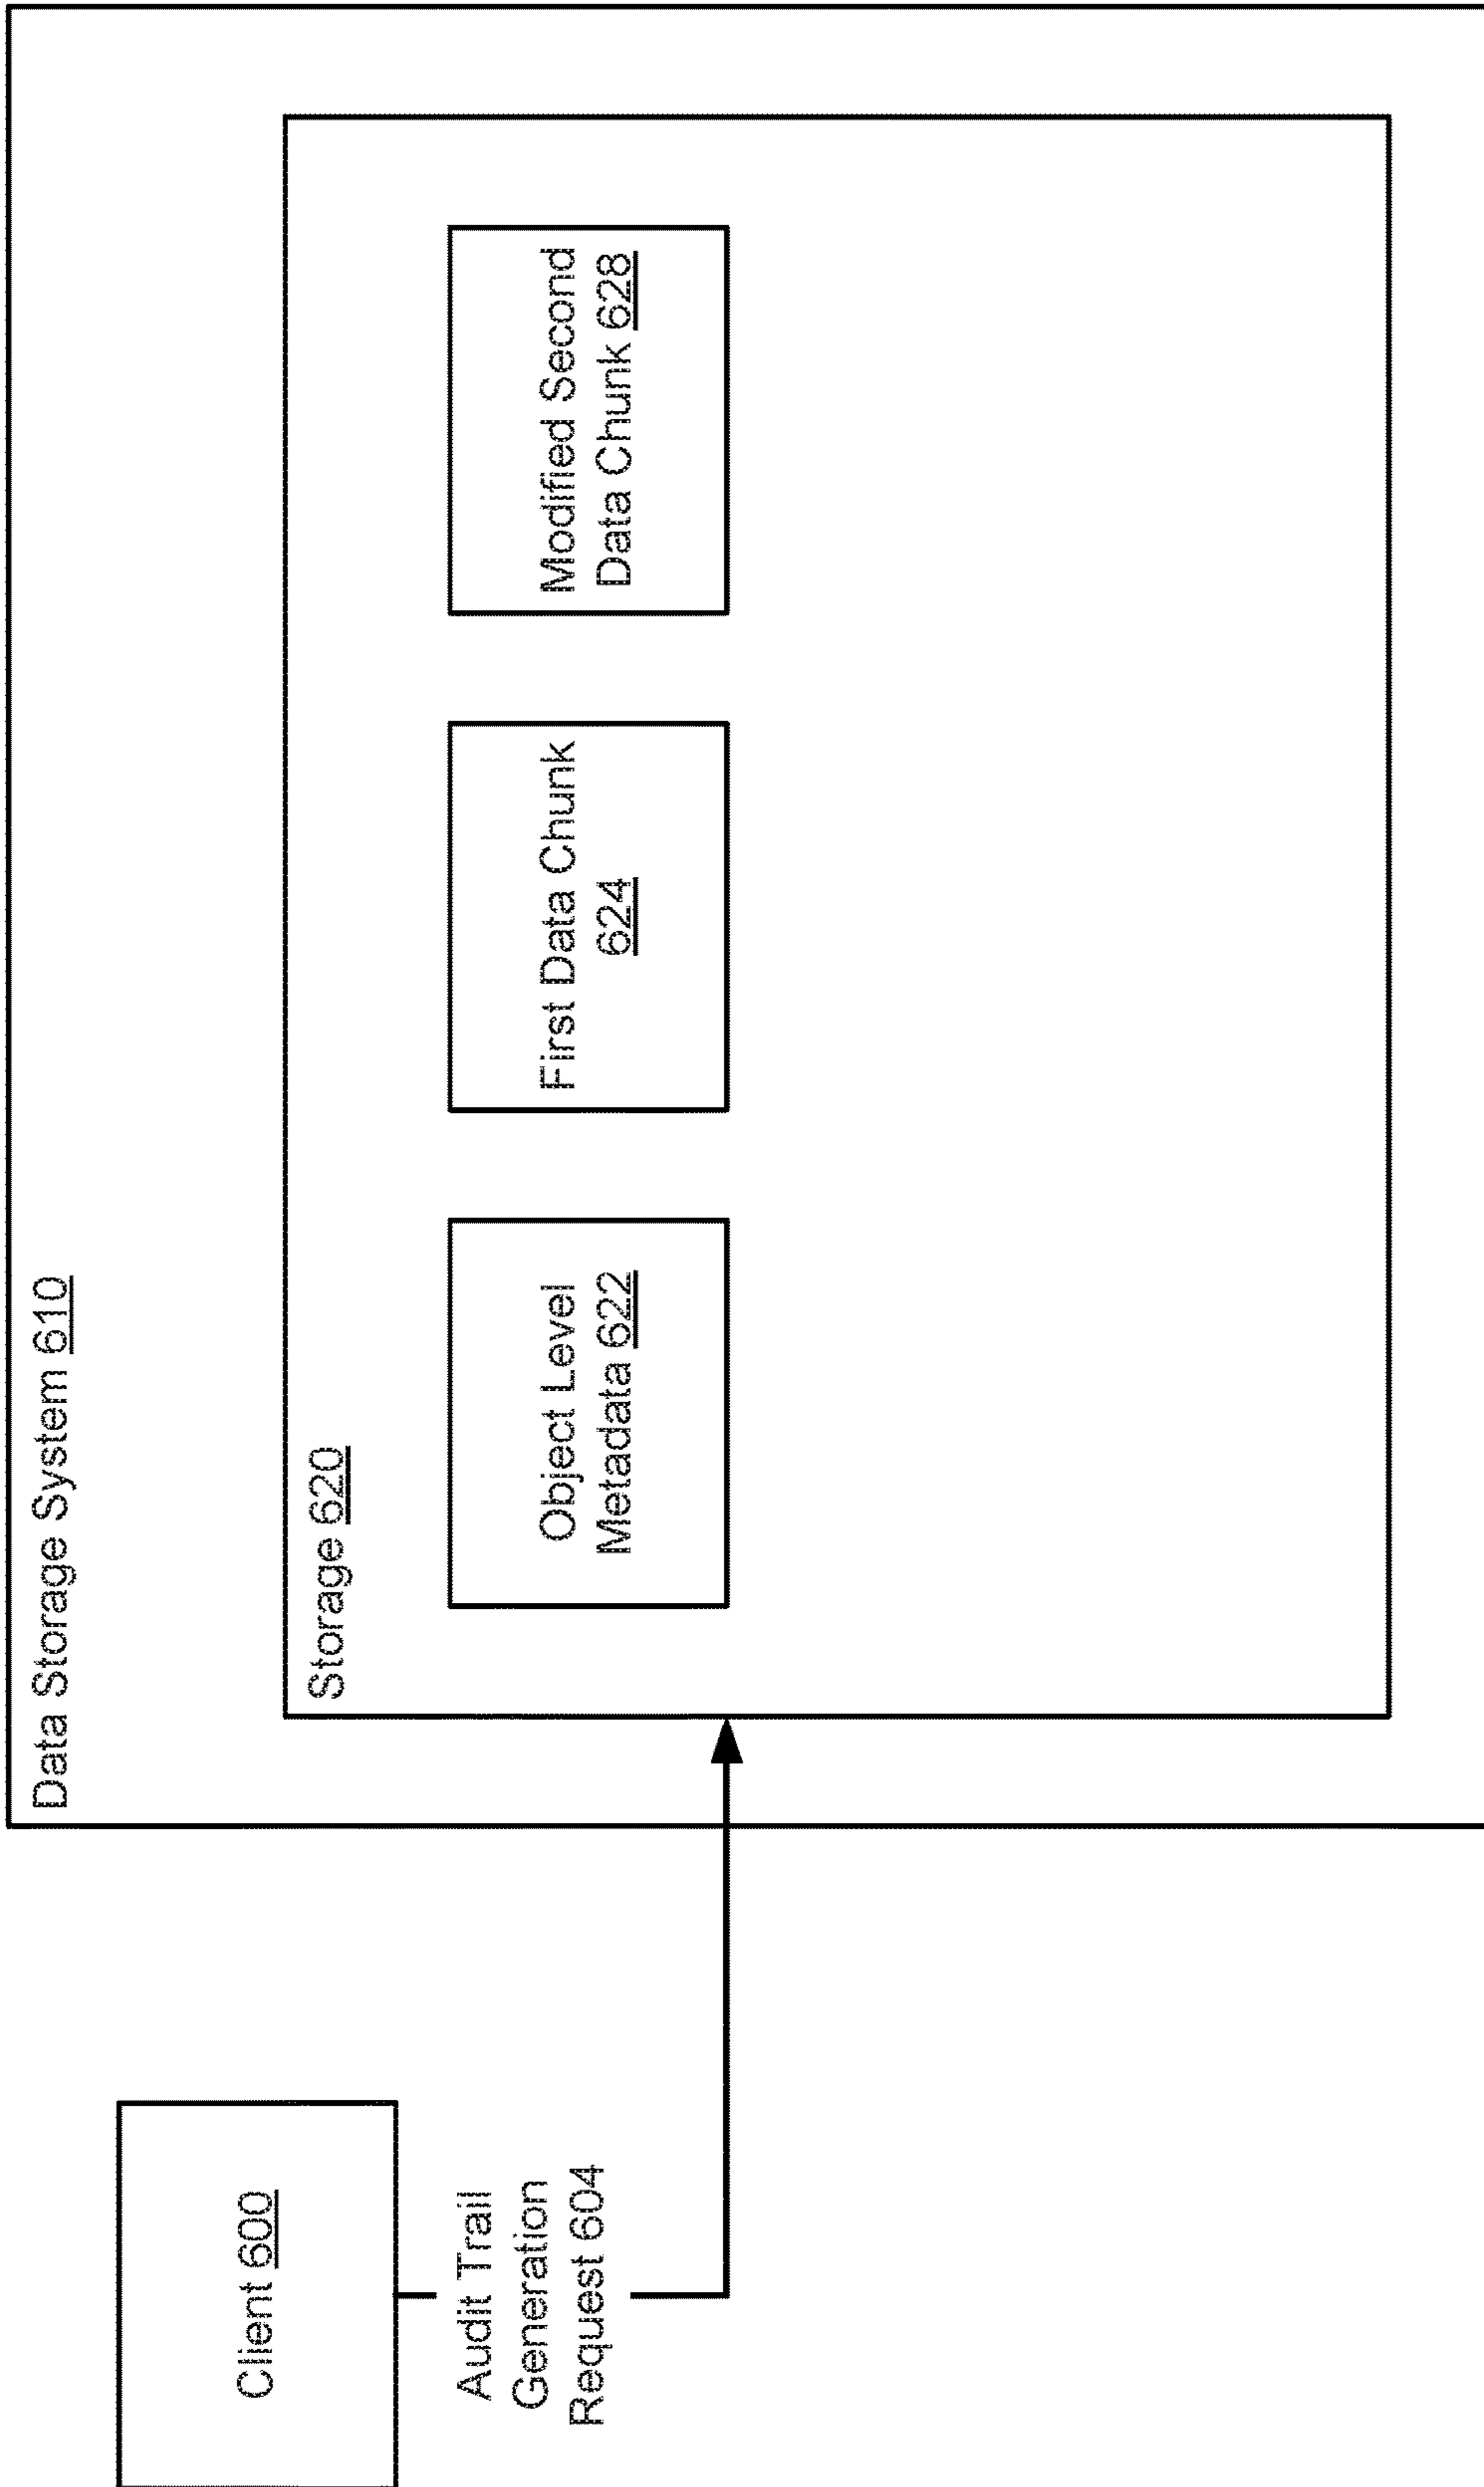 Data Storage System 610
Client 600
Storage 620
Audit Trail
Generation
Request 604
Object Level
Metadata 622
First Data Chunk
624
Modified Second
Data Chunk 628